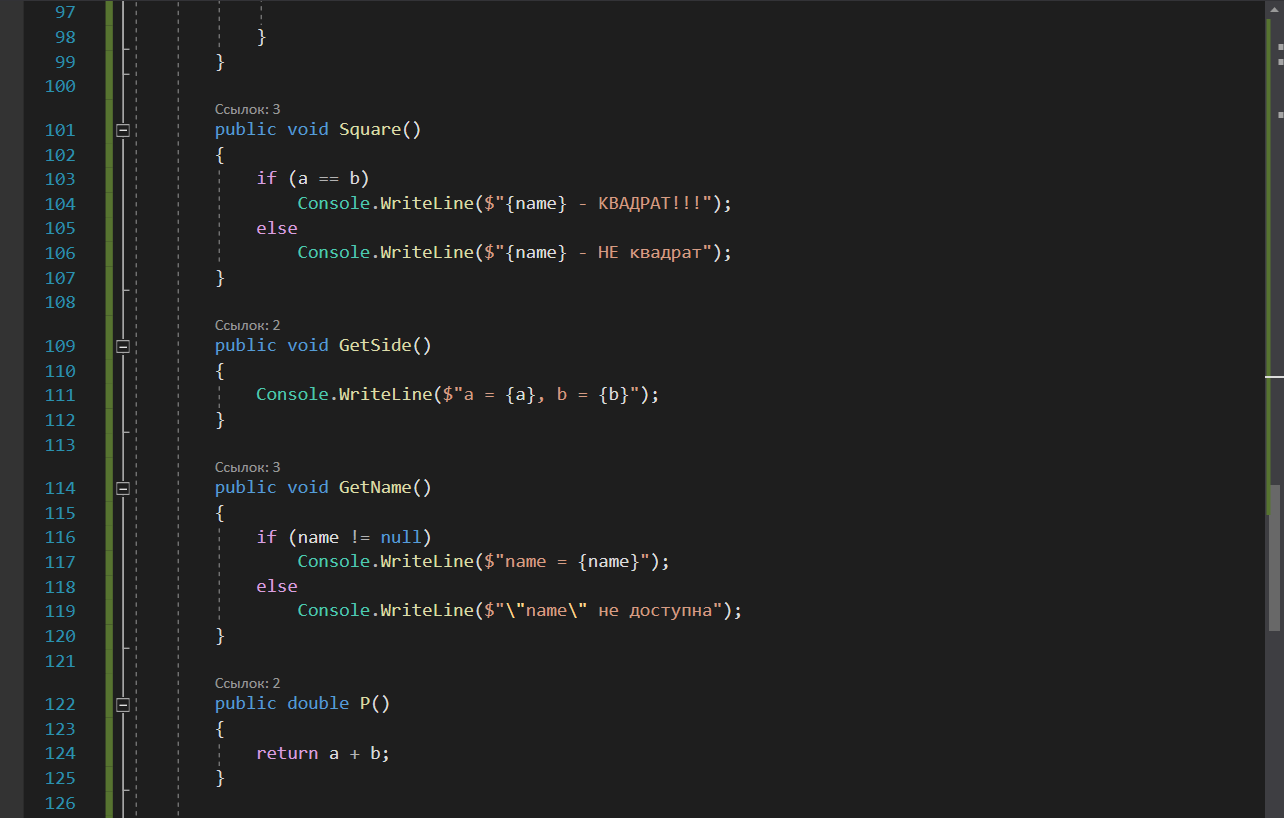 97
98 }
99 }
100
Ссылок: 3
101 public void Square()
102 {
103 if (a == b)
104 Console.WriteLine($"{name} - КВАДРАТ!!!");
105 else
106 Console.WriteLine($"{name} - НЕ квадрат");
107 }
108
Ссылок: 2
109 public void GetSide()
110 {
111 Console.WriteLine($"a = {a}, b = {b}");
112 }
113
Ссылок: 3
114 public void GetName()
115 {
116 if (name != null)
117 Console.WriteLine($"name = {name}");
118 else
119 Console.WriteLine($"\"name\" не доступна");
120 }
121
Ссылок: 2
122 public double P()
123 {
124 return a + b;
125 }
126